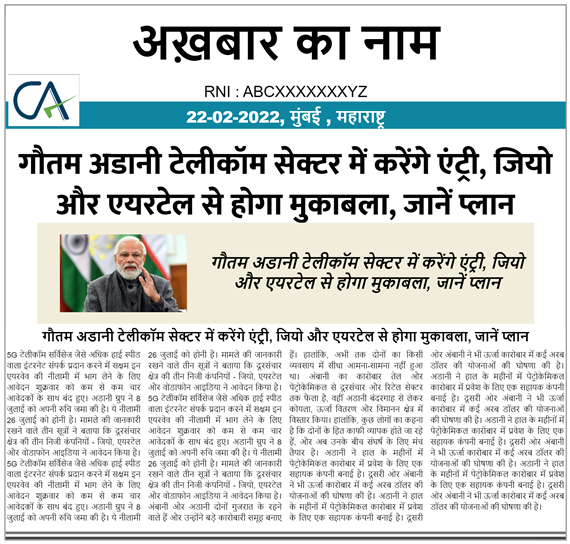 अख़बार का नाम
RNI : ABCXXXXXXXYZ
CA
22-02-2022, मुंबई , महाराष्ट्र
गौतम अडानी टेलीकॉम सेक्टर में करेंगे एंट्री, जियो
और एयरटेल से होगा मुकाबला, जानें प्लान
गौतम अडानी टेलीकॉम सेक्टर में करेंगे एंट्री, जियो
और एयरटेल से होगा मुकाबला, जानें प्लान
गौतम अडानी टेलीकॉम सेक्टर में करेंगे एंट्री, जियो और एयरटेल से होगा मुकाबला, जानें प्लान
5G टेलीकॉम सर्विसेज जैसे अधिक हाई स्पीड
वाला इंटरनेट संपर्क प्रदान करने में सक्षम इन
एयरवेव की नीलामी में भाग लेने के लिए
आवेदन शुक्रवार को कम से कम चार
आवेदकों के साथ बंद हुए। अडानी ग्रुप ने 8
जुलाई को अपनी रुचि जमा की है। ये नीलामी
26 जुलाई को होनी है। मामले की जानकारी
रखने वाले तीन सूत्रों ने बताया कि दूरसंचार
क्षेत्र की तीन निजी कंपनियों - जियो, एयरटेल
और वोडाफोन आइडिया ने आवेदन किया है।
5G टेलीकॉम सर्विसेज जैसे अधिक हाई स्पीड
वाला इंटरनेट संपर्क प्रदान करने में सक्षम इन
एयरवेव की नीलामी में भाग लेने के लिए
आवेदन शुक्रवार को कम से कम चार
आवेदकों के साथ बंद हुए। अडानी ग्रुप ने 8
जुलाई को अपनी रुचि जमा की है। ये नीलामी
26 जुलाई को होनी है। मामले की जानकारी
रखने वाले तीन सूत्रों ने बताया कि दूरसंचार
क्षेत्र की तीन निजी कंपनियों - जियो, एयरटेल
और वोडाफोन आइडिया ने आवेदन किया है।
वाला इंटरनेट संपर्क प्रदान करने में सक्षम इन
एयरवेव की नीलामी में भाग लेने के लिए
आवेदन शुक्रवार को कम से कम चार
आवेदकों के साथ बंद हुए। अडानी ग्रुप ने 8
जुलाई को अपनी रुचि जमा की है। ये नीलामी
26 जुलाई को होनी है। मामले की जानकारी
रखने वाले तीन सूत्रों ने बताया कि दूरसंचार
क्षेत्र की तीन निजी कंपनियों - जियो, एयरटेल
और वोडाफोन आइडिया ने आवेदन किया है।
अंबानी और अडानी दोनों गुजरात के रहने
वाले हैं और उन्होंने बड़े कारोबारी समूह बनाए
हैं। हालांकि, अभी तक दोनों का किसी
व्यवसाय में सीधा आमना-सामना नहीं हुआ
था। अंबानी का कारोबार तेल और
पेट्रोकेमिकल से दूरसंचार और रिटेल सेक्टर
तक फेला है, वहीं अडानी बंदरगाह से लेकर
कोयला, ऊर्जा वितरण और विमानन क्षेत्र में
विस्तार किया। हालांकि, कुछ लोगों का कहना
है कि दोनों के हित काफी व्यापक होते जा रहे
हैं, और अब उनके बीच संघर्ष के लिए मंच
तैयार है। अडानी ने हाल के महीनों में
पेट्रोकेमिकल कारोबार में प्रवेश के लिए एक
सहायक कंपनी बनाई है। दूसरी ओर अंबानी
ने भी ऊर्जा कारोबार में कई अरब डॉलर की
योजनाओं की घोषणा की है। अडानी ने हाल
के महीनों में पेट्रोकेमिकल कारोबार में प्रवेश
के लिए एक सहायक कंपनी बनाई है। दूसरी
ओर अंबानी ने भी ऊर्जा कारोबार में कई अरब
डॉलर की योजनाओं की घोषणा की है।
अडानी ने हाल के महीनों में पेट्रोकेमिकल
कारोबार में प्रवेश के लिए एक सहायक कंपनी
बनाई है। दूसरी ओर अंबानी ने भी ऊर्जा
कारोबार में कई अरब डॉलर की योजनाओं
की घोषणा की है। अडानी ने हाल के महीनों में
पेट्रोकेमिकल कारोबार में प्रवेश के लिए एक
सहायक कंपनी बनाई है। दूसरी ओर अंबानी
ने भी ऊर्जा कारोबार में कई अरब डॉलर की
योजनाओं की घोषणा की है। अडानी ने हाल
के महीनों में पेट्रोकेमिकल कारोबार में प्रवेश
के लिए एक सहायक कंपनी बनाई है। दूसरी
ओर अंबानी ने भी ऊर्जा कारोबार में कई अरब
डॉलर की योजनाओं की घोषणा की है।